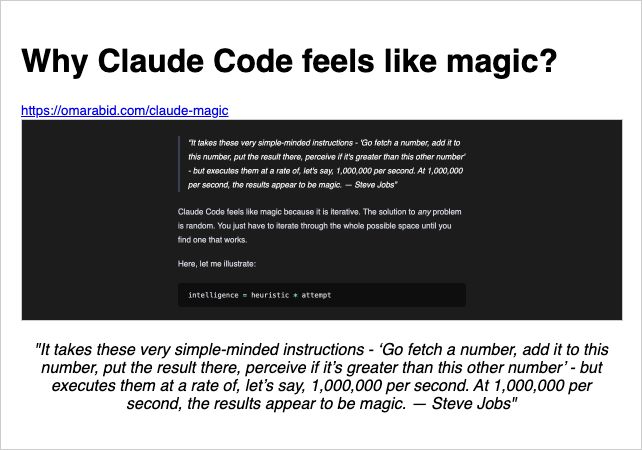 Why Claude Code feels like magic?
https://omarabid.com/claude-magic
"It takes these very simple-minded instructions - 'Go fetch a number, add it to
this number, put the result there, perceive if it's greater than this other number'
- but executes them at a rate of, let's say, 1,000,000 per second. At 1,000,000
per second, the results appear to be magic. — Steve Jobs"
Claude Code feels like magic because it is iterative. The solution to any problem
is random. You just have to iterate through the whole possible space until you
find one that works.
Here, let me illustrate:
intelligence = heuristic * attempt
"It takes these very simple-minded instructions - ‘Go fetch a number, add it to this
number, put the result there, perceive if it’s greater than this other number’ - but
executes them at a rate of, let’s say, 1,000,000 per second. At 1,000,000 per
second, the results appear to be magic. — Steve Jobs"